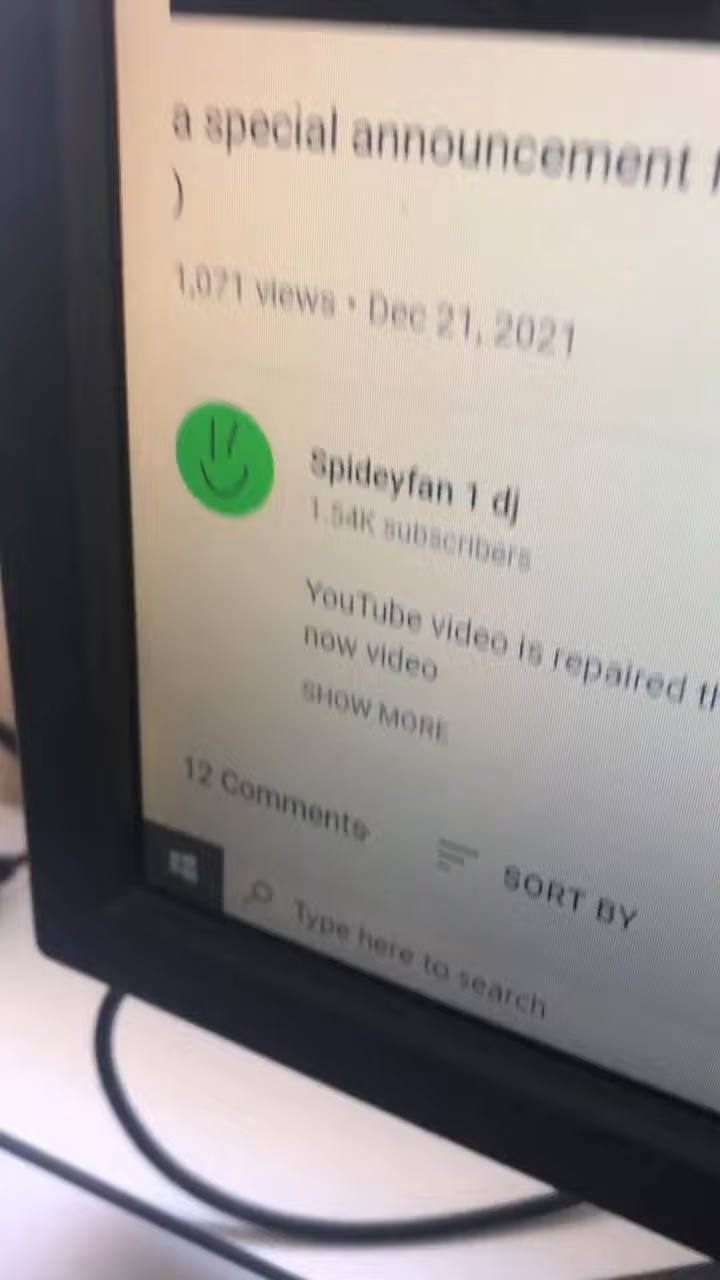 a special announcement
)
1,071 views • Dec 21, 2021
Spideyfan 1 dj
1.54K subscribers
YouTube video is repaired
now video
SHOW MORE
12 Comments
SORT BY
Type here to search